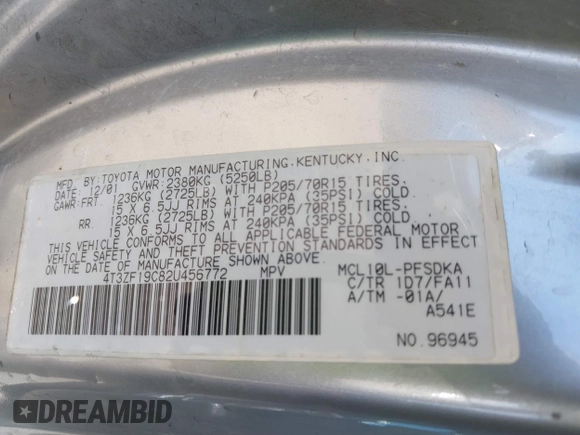 MFD. BY: TOYOTA MOTOR MANUFACTURING, KENTUCKY, INC.
DATE: 12/01 GVWR: 2380KG (5250LB)
GAWR:FRT. 1236KG (2725LB) WITH P205/70R15 TIRES,
15 X 6.5JJ RIMS AT 240KPA (35PSI) COLD
RR. 1236KG (2725LB) WITH P205/70R15 TIRES,
15 X 6.5JJ RIMS AT 240KPA (35PSI) COLD
THIS VEHICLE CONFORMS TO ALL APPLICABLE FEDERAL MOTOR
VEHICLE SAFETY AND THEFT PREVENTION STANDARDS IN EFFECT
ON THE DATE OF MANUFACTURE SHOWN ABOVE.
4T3ZF19C82U456772 MPV
MCL10L-PFSDKA
C/TR 1D7/FA11
A/TM -01A/
A541E
NO. 96945
DREAMBID